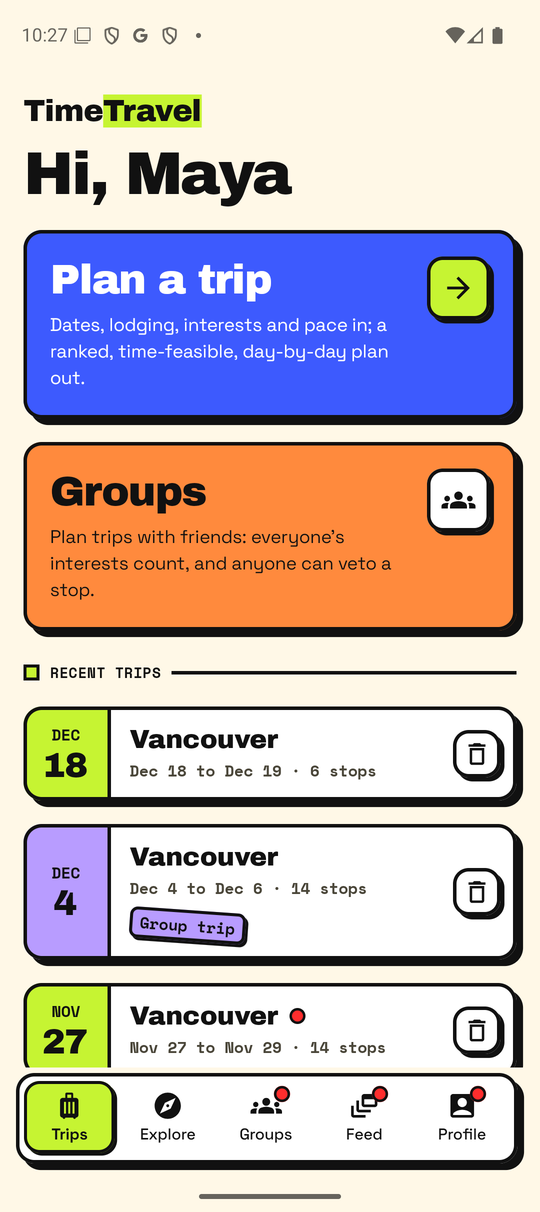 10:27
TimeTravel
Hi, Maya
Plan a trip
Dates, lodging, interests and pace in; a
ranked, time-feasible, day-by-day plan
out.
Groups
Plan trips with friends: everyone's
interests count, and anyone can veto a
stop.
RECENT TRIPS
DEC
18
Vancouver
Dec 18 to Dec 19 · 6 stops
DEC
4
Vancouver
Dec 4 to Dec 6 · 14 stops
Group trip
NOV
27
Vancouver
Nov 27 to Nov 29 · 14 stops
Trips
Explore
Groups
Feed
Profile